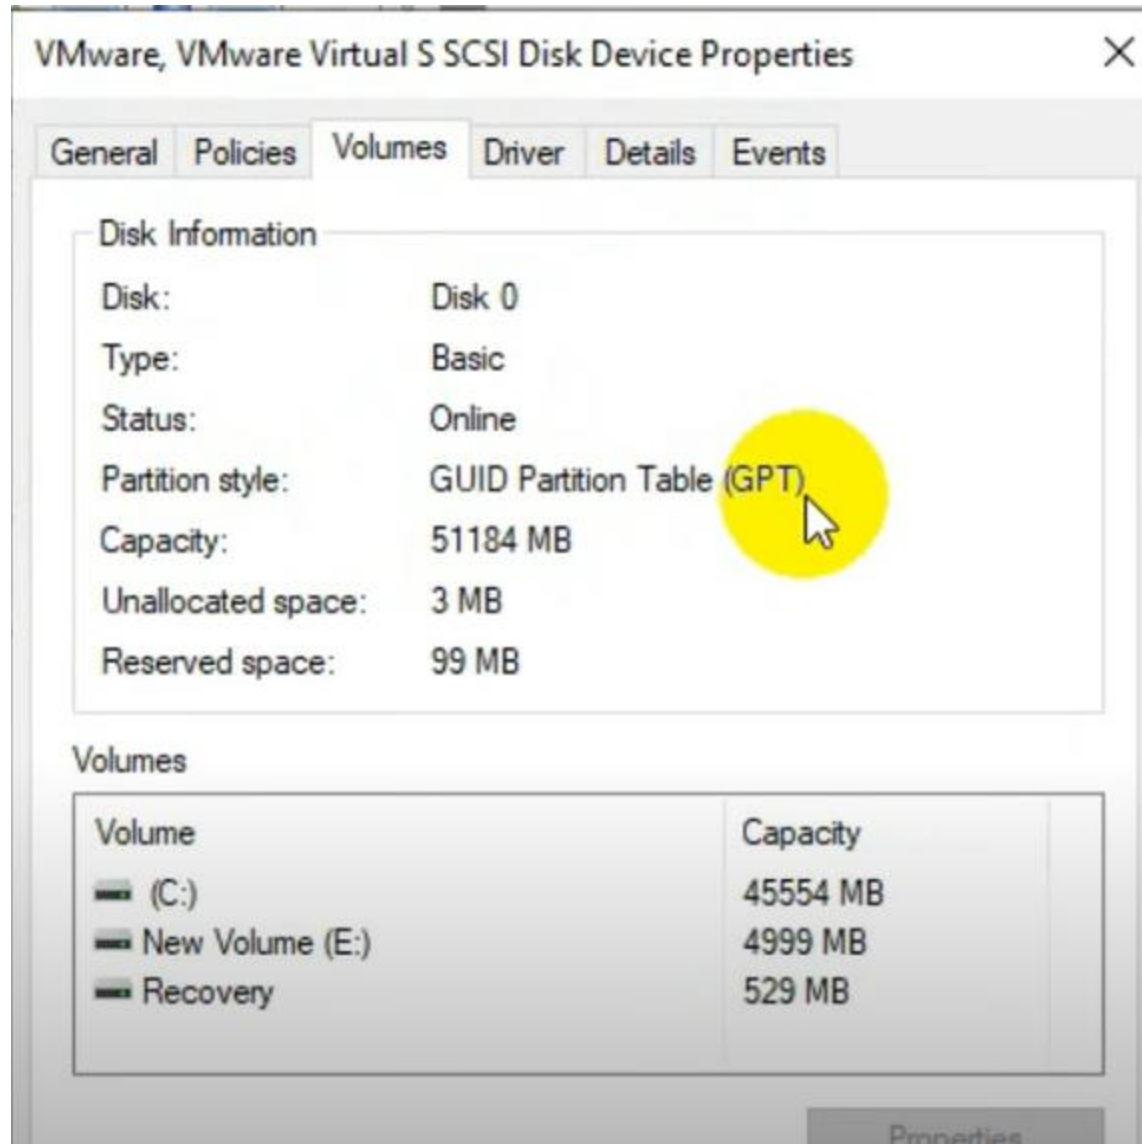 VMware, VMware Virtual S SCSI Disk Device Properties
General Policies Volumes Driver Details Events
Disk Information
Disk: Disk 0
Type: Basic
Status: Online
Partition style: GUID Partition Table (GPT)
Capacity: 51184 MB
Unallocated space: 3 MB
Reserved space: 99 MB
Volumes
Volume Capacity
(C:) 45554 MB
New Volume (E:) 4999 MB
Recovery 529 MB
Properties